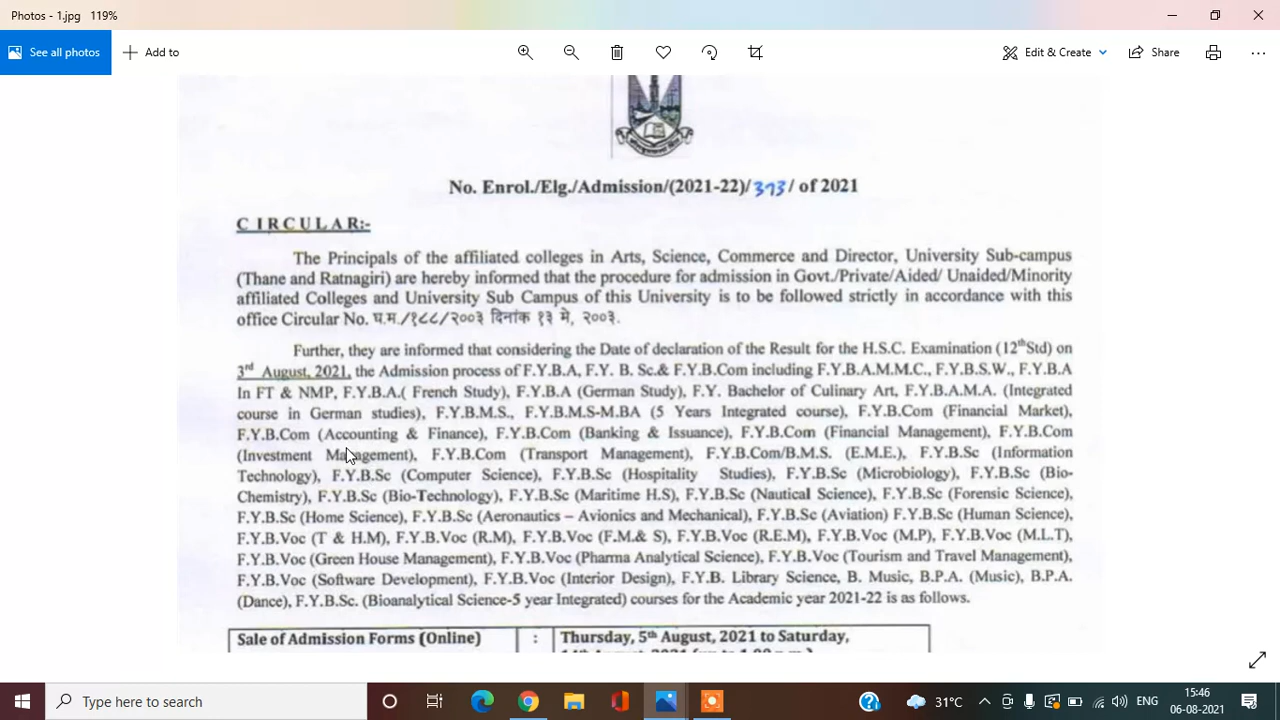 Photos - 1.jpg 119%
See all photos
Add to
Edit & Create
Share
No. Enrol./Elg./Admission/(2021-22)/373/ of 2021
C I R C U L A R:-
The Principals of the affiliated colleges in Arts, Science, Commerce and Director, University Sub-campus
(Thane and Ratnagiri) are hereby informed that the procedure for admission in Govt./Private/Aided/ Unaided/Minority
affiliated Colleges and University Sub Campus of this University is to be followed strictly in accordance with this
office Circular No. घ.म./१८८/२००३ दिनांक १३ मे, २००३.
Further, they are informed that considering the Date of declaration of the Result for the H.S.C. Examination (12thStd) on
3rd August, 2021, the Admission process of F.Y.B.A, F.Y. B. Sc.& F.Y.B.Com including F.Y.B.A.M.M.C., F.Y.B.S.W., F.Y.B.A
In FT & NMP, F.Y.B.A.( French Study), F.Y.B.A (German Study), F.Y. Bachelor of Culinary Art, F.Y.B.A.M.A. (Integrated
course in German studies), F.Y.B.M.S., F.Y.B.M.S-M.BA (5 Years Integrated course), F.Y.B.Com (Financial Market),
F.Y.B.Com (Accounting & Finance), F.Y.B.Com (Banking & Issuance), F.Y.B.Com (Financial Management), F.Y.B.Com
(Investment Management), F.Y.B.Com (Transport Management), F.Y.B.Com/B.M.S. (E.M.E.), F.Y.B.Sc (Information
Technology), F.Y.B.Sc (Computer Science), F.Y.B.Sc (Hospitality Studies), F.Y.B.Sc (Microbiology), F.Y.B.Sc (Bio-
Chemistry), F.Y.B.Sc (Bio-Technology), F.Y.B.Sc (Maritime H.S), F.Y.B.Sc (Nautical Science), F.Y.B.Sc (Forensic Science),
F.Y.B.Sc (Home Science), F.Y.B.Sc (Aeronautics – Avionics and Mechanical), F.Y.B.Sc (Aviation) F.Y.B.Sc (Human Science),
F.Y.B.Voc (T & H.M), F.Y.B.Voc (R.M), F.Y.B.Voc (F.M.& S), F.Y.B.Voc (R.E.M), F.Y.B.Voc (M.P), F.Y.B.Voc (M.L.T),
F.Y.B.Voc (Green House Management), F.Y.B.Voc (Pharma Analytical Science), F.Y.B.Voc (Tourism and Travel Management),
F.Y.B.Voc (Software Development), F.Y.B.Voc (Interior Design), F.Y.B. Library Science, B. Music, B.P.A. (Music), B.P.A.
(Dance), F.Y.B.Sc. (Bioanalytical Science-5 year Integrated) courses for the Academic year 2021-22 is as follows.
Sale of Admission Forms (Online) : Thursday, 5th August, 2021 to Saturday,
Type here to search
31°C
ENG
15:46
06-08-2021